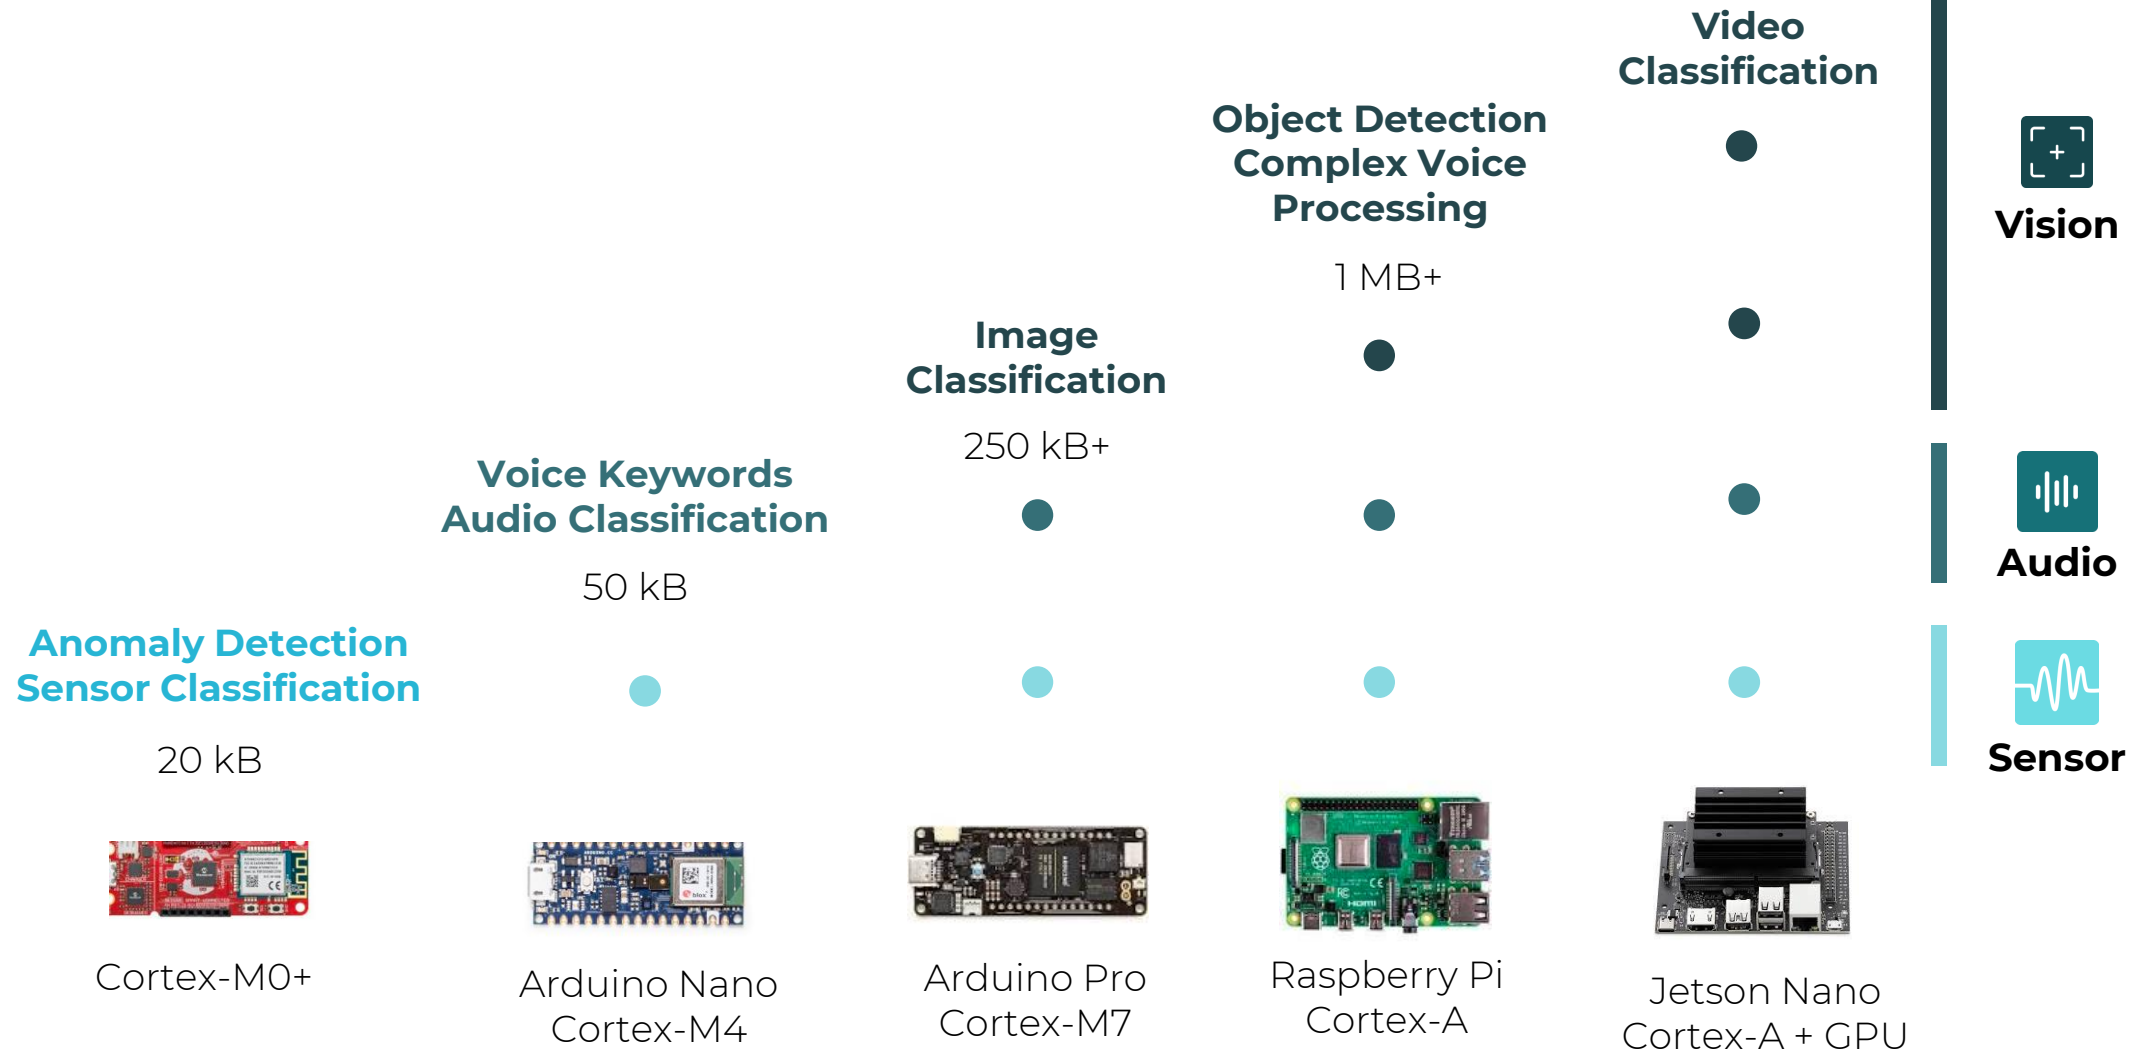 Video
Classification
Object Detection
Complex Voice
Processing
1 MB+
Vision
Image
Classification
250 kB+
Voice Keywords
Audio Classification
50 kB
Audio
Anomaly Detection
Sensor Classification
20 kB
Sensor
Cortex-M0+
Arduino Nano
Cortex-M4
Arduino Pro
Cortex-M7
Raspberry Pi
Cortex-A
Jetson Nano
Cortex-A + GPU